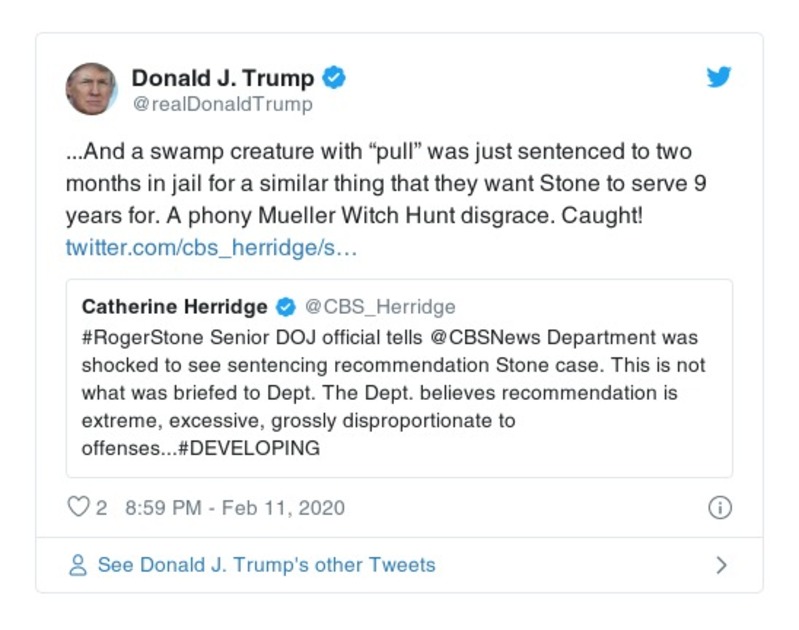 Donald J. Trump
@realDonaldTrump
...And a swamp creature with “pull” was just sentenced to two
months in jail for a similar thing that they want Stone to serve 9
years for. A phony Mueller Witch Hunt disgrace. Caught!
twitter.com/cbs_herridge/s…
Catherine Herridge @CBS_Herridge
#RogerStone Senior DOJ official tells @CBSNews Department was
shocked to see sentencing recommendation Stone case. This is not
what was briefed to Dept. The Dept. believes recommendation is
extreme, excessive, grossly disproportionate to
offenses...#DEVELOPING
2 8:59 PM - Feb 11, 2020
See Donald J. Trump's other Tweets